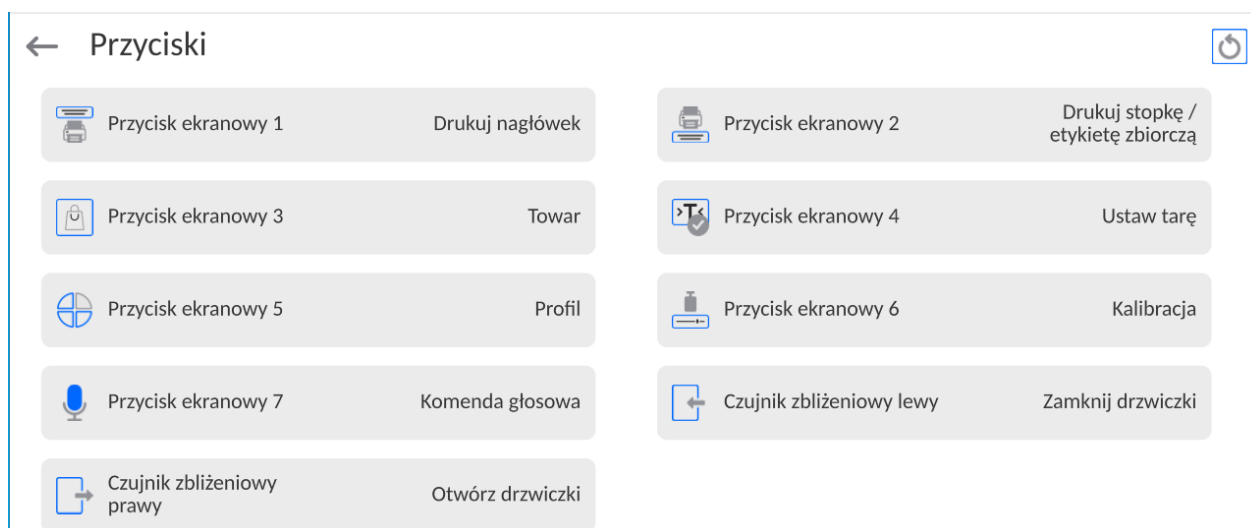 Przyciski
Przycisk ekranowy 1 Drukuj nagłówek
Przycisk ekranowy 2 Drukuj stopkę /
etykietę zbiorczą
Przycisk ekranowy 3 Towar
>T< Przycisk ekranowy 4 Ustaw tarę
Przycisk ekranowy 5 Profil
Przycisk ekranowy 6 Kalibracja
Przycisk ekranowy 7 Komenda głosowa
Czujnik zbliżeniowy lewy Zamknij drzwiczki
Czujnik zbliżeniowy
prawy Otwórz drzwiczki